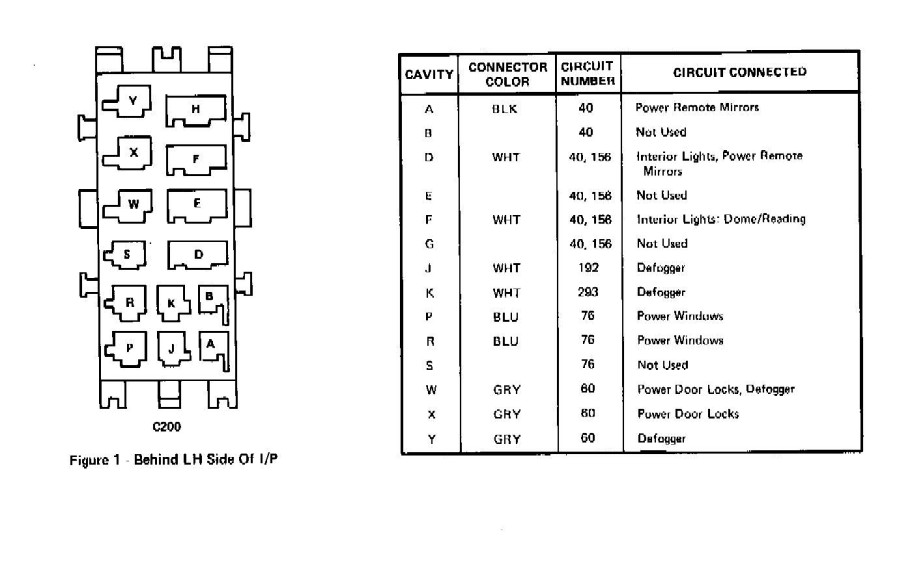 Y
H
X
F
W
E
S
D
R
K
B
P
J
A
C200
Figure 1 - Behind LH Side Of I/P
CAVITY CONNECTOR COLOR CIRCUIT NUMBER CIRCUIT CONNECTED
A BLK 40 Power Remote Mirrors
B 40 Not Used
D WHT 40, 156 Interior Lights, Power Remote
Mirrors
E 40, 156 Not Used
F WHT 40, 156 Interior Lights: Dome/Reading
G 40, 156 Not Used
J WHT 192 Defogger
K WHT 293 Defogger
P BLU 76 Power Windows
R BLU 76 Power Windows
S 76 Not Used
W GRY 60 Power Door Locks, Defogger
X GRY 60 Power Door Locks
Y GRY 60 Defogger